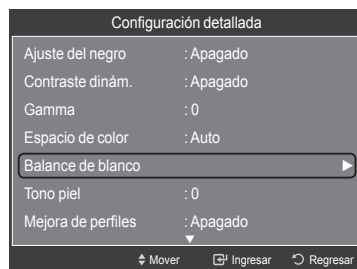 Configuración detallada
Ajuste del negro : Apagado
Contraste dinám. : Apagado
Gamma : 0
Espacio de color : Auto
Balance de blanco
Tono piel : 0
Mejora de perfiles : Apagado
Mover Ingresar Regresar